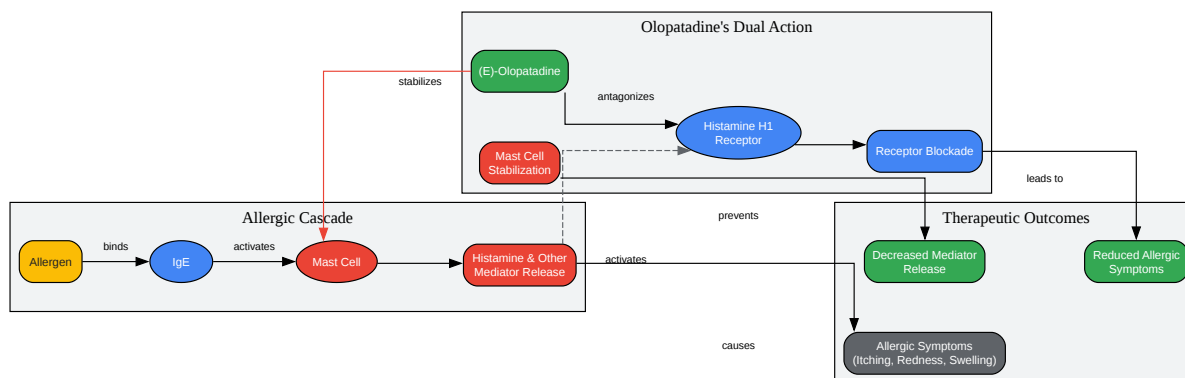 Olopatadine's Dual Action
(E)-Olopatadine
stabilizes
antagonizes
Histamine H1
Receptor
Receptor Blockade
Mast Cell
Stabilization
leads to
prevents
Allergic Cascade
Allergen
binds
IgE
activates
Mast Cell
Histamine & Other
Mediator Release
activates
Therapeutic Outcomes
Decreased Mediator
Release
Reduced Allergic
Symptoms
causes
Allergic Symptoms
(Itching, Redness, Swelling)